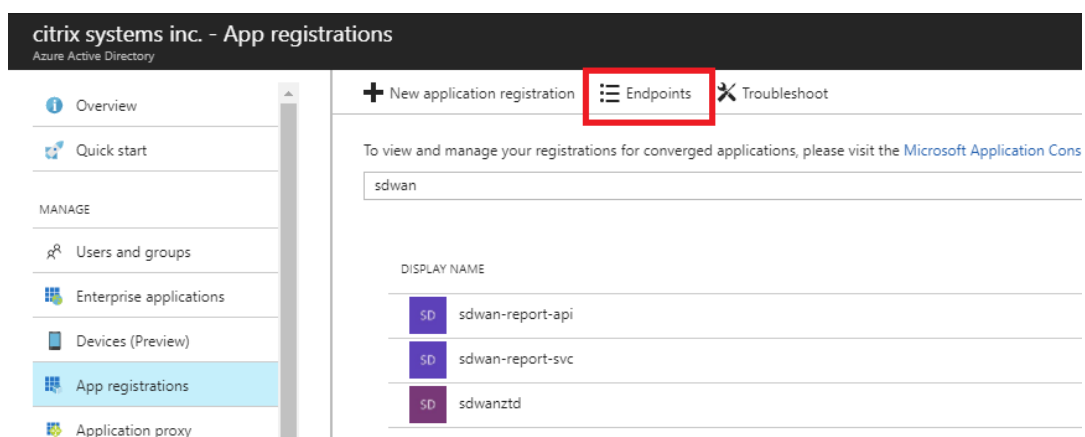 citrix systems inc. - App registrations
Azure Active Directory
Overview
Quick start
MANAGE
Users and groups
Enterprise applications
Devices (Preview)
App registrations
Application proxy
New application registration Endpoints Troubleshoot
To view and manage your registrations for converged applications, please visit the Microsoft Application Cons
sdwan
DISPLAY NAME
SD sdwan-report-api
SD sdwan-report-svc
SD sdwanztd